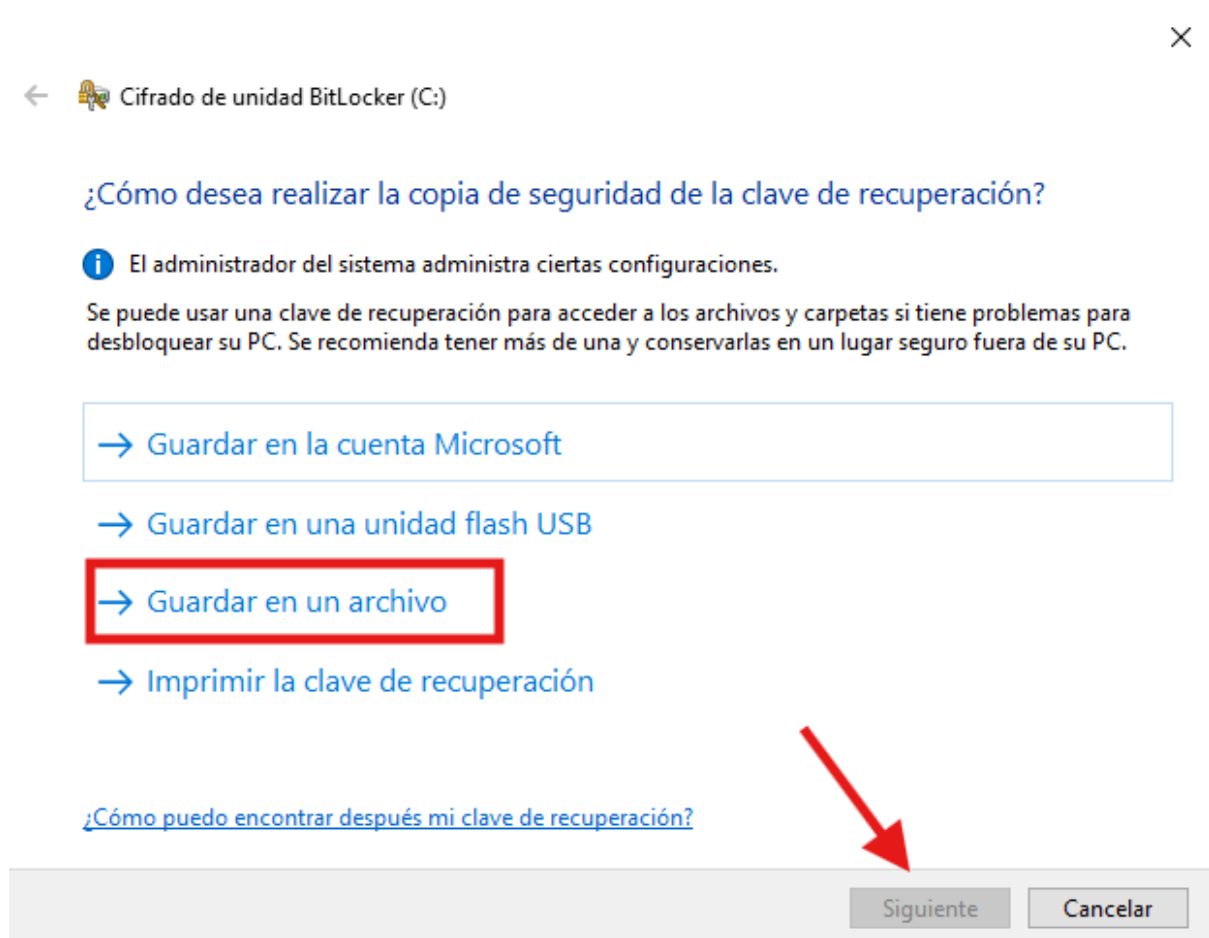 Cifrado de unidad BitLocker (C:)
¿Cómo desea realizar la copia de seguridad de la clave de recuperación?
El administrador del sistema administra ciertas configuraciones.
Se puede usar una clave de recuperación para acceder a los archivos y carpetas si tiene problemas para
desbloquear su PC. Se recomienda tener más de una y conservarlas en un lugar seguro fuera de su PC.
Guardar en la cuenta Microsoft
Guardar en una unidad flash USB
Guardar en un archivo
Imprimir la clave de recuperación
¿Cómo puedo encontrar después mi clave de recuperación?
Siguiente
Cancelar